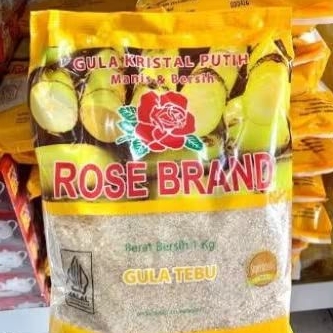 GULA KRISTAL PUTIH
Manis & Bersih
ROSE BRAND
Berat Bersih 1 Kg
GULA TEBU